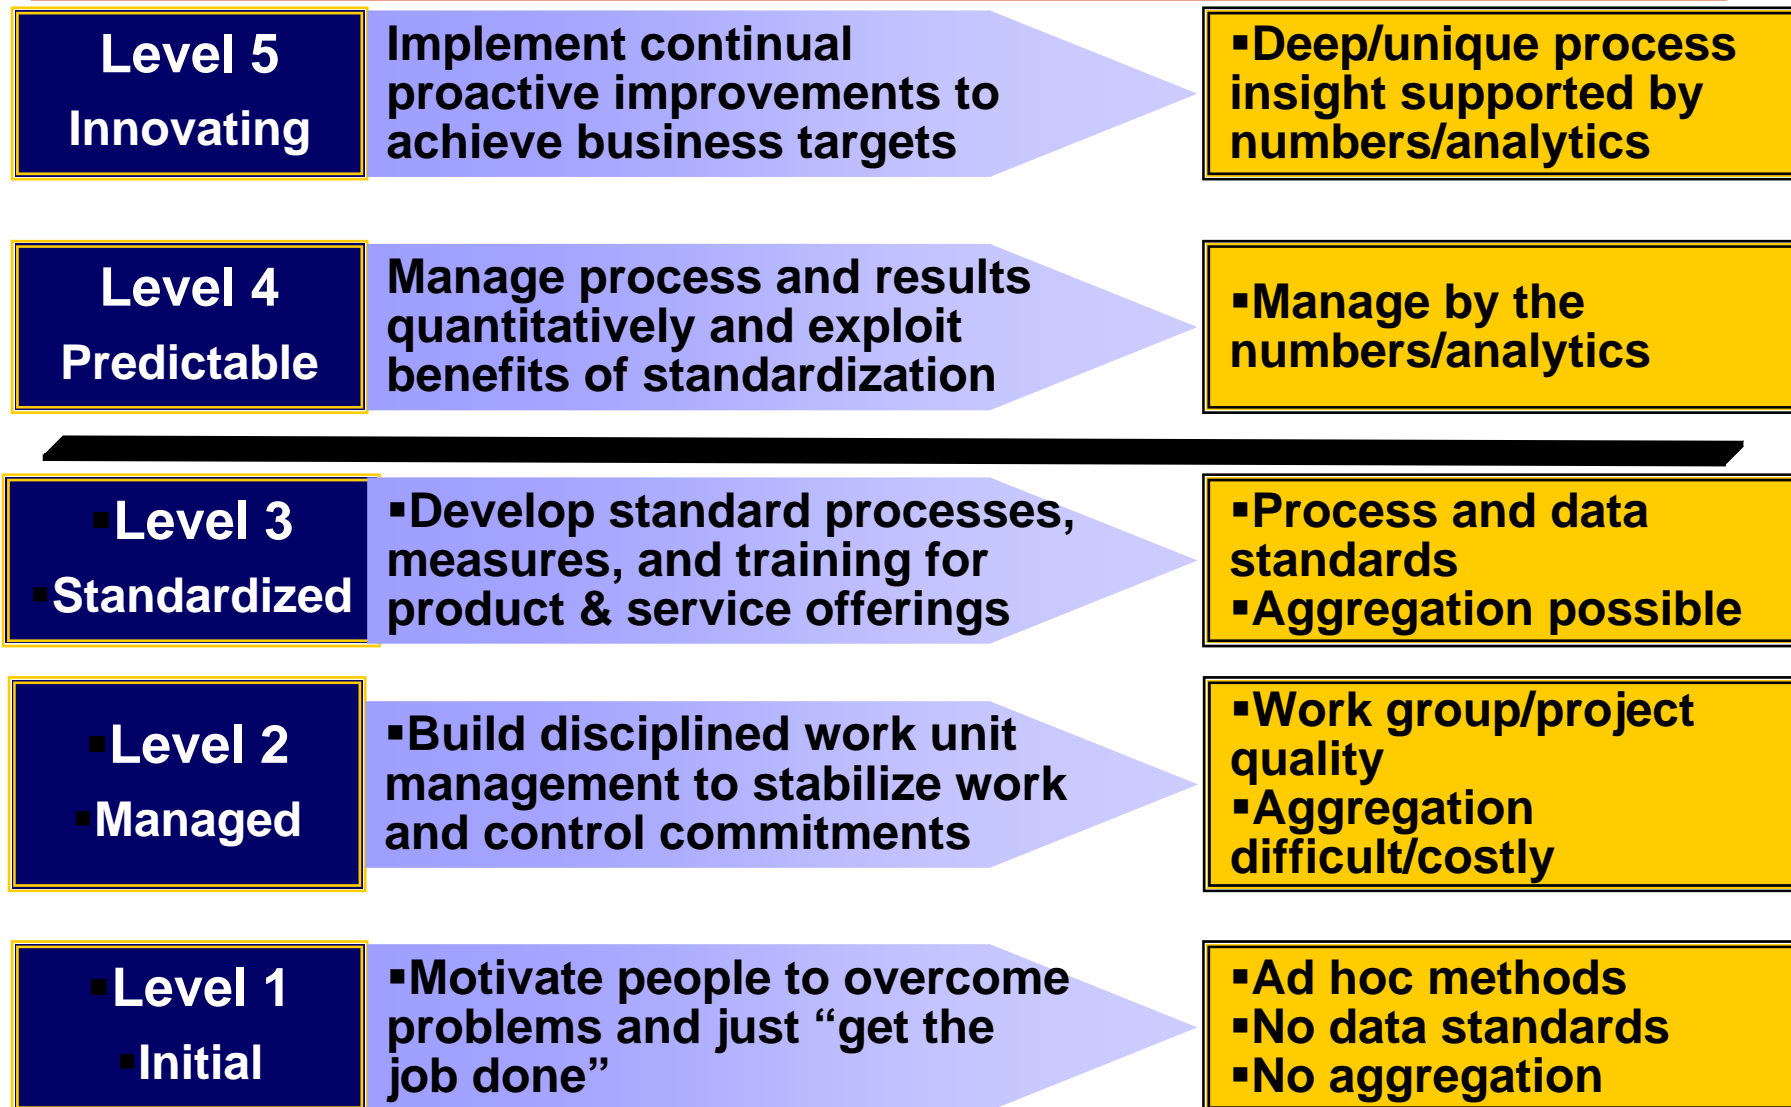 Level 5
Innovating
Implement continual
proactive improvements to
achieve business targets
▪Deep/unique process
insight supported by
numbers/analytics
Level 4
Predictable
Manage process and results
quantitatively and exploit
benefits of standardization
▪Manage by the
numbers/analytics
▪Level 3
▪Standardized
▪Develop standard processes,
measures, and training for
product & service offerings
▪Process and data
standards
▪Aggregation possible
▪Level 2
▪Managed
▪Build disciplined work unit
management to stabilize work
and control commitments
▪Work group/project
quality
▪Aggregation
difficult/costly
▪Level 1
▪Initial
▪Motivate people to overcome
problems and just “get the
job done”
▪Ad hoc methods
▪No data standards
▪No aggregation